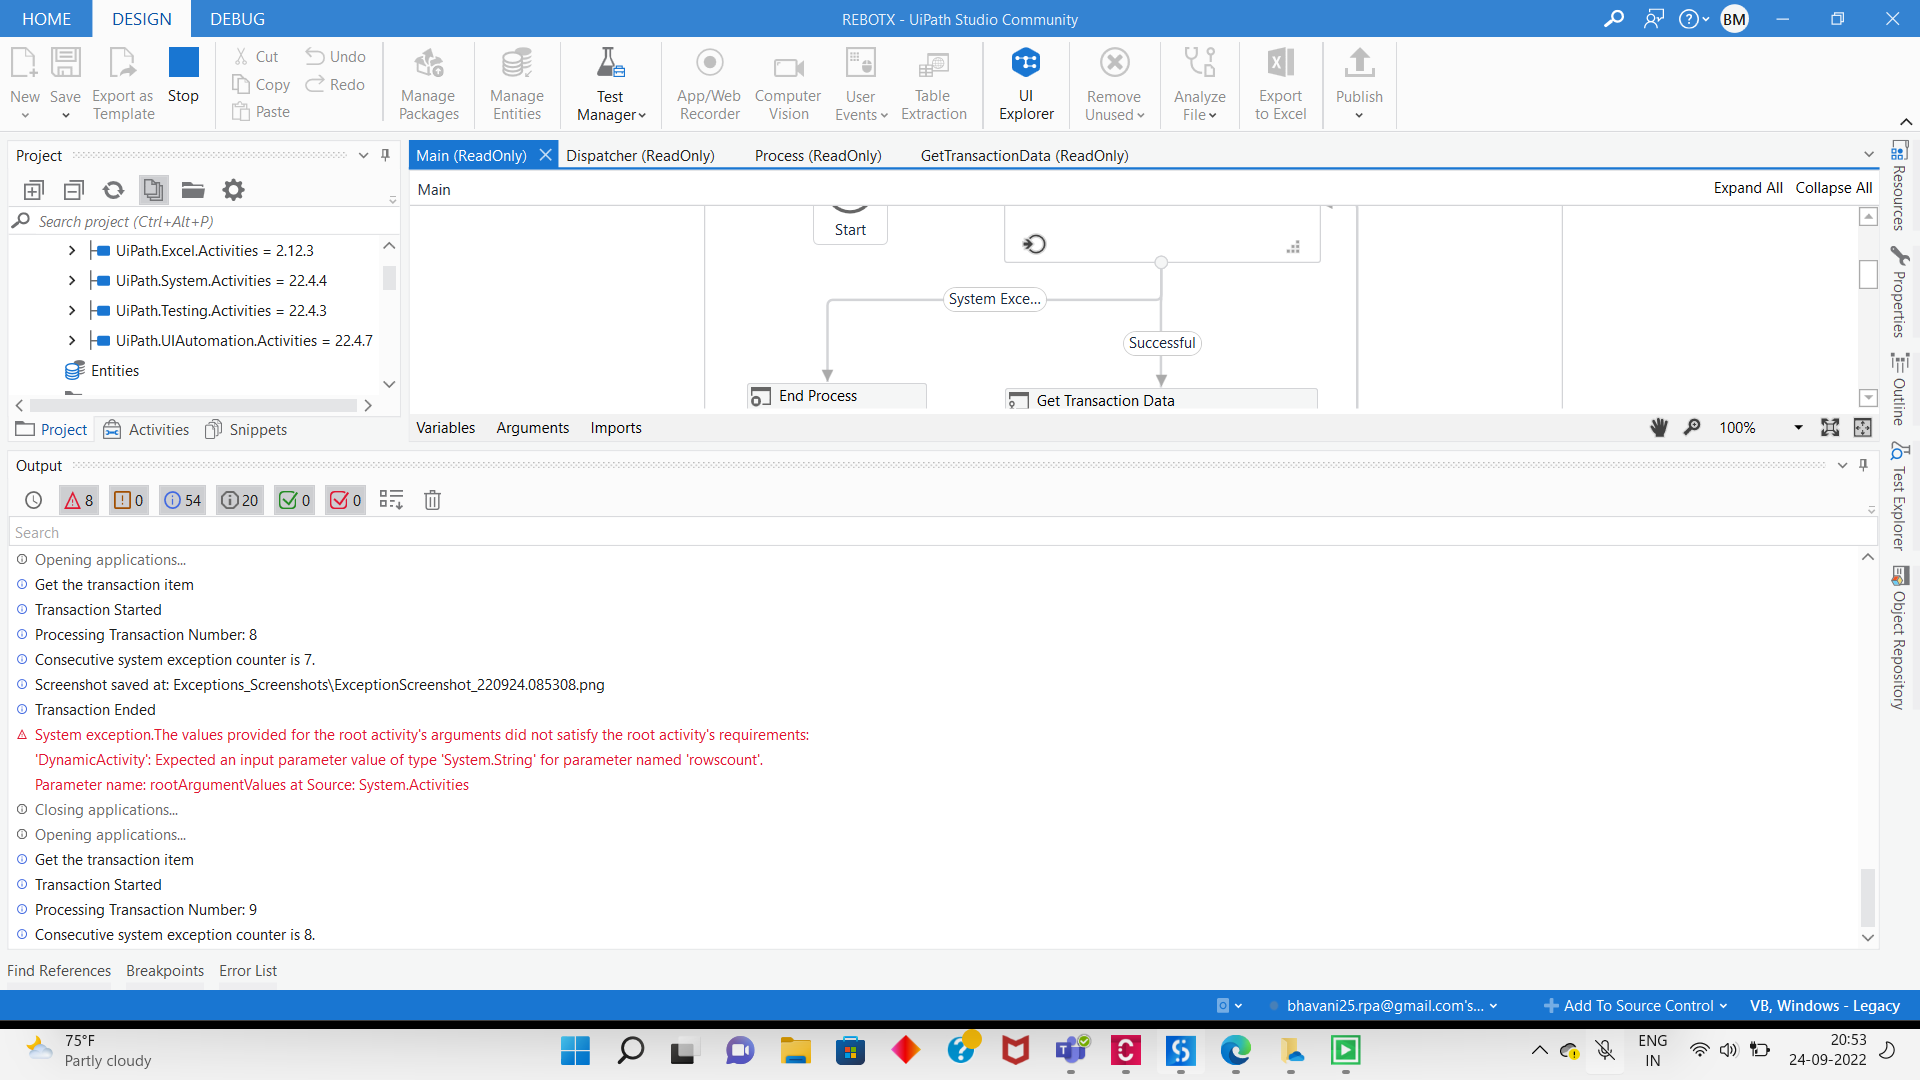 HOME DESIGN DEBUG
REBOTX - UiPath Studio Community
BM
New
Save
Export as Template
Stop
Cut
Copy
Paste
Undo
Redo
Manage Packages
Manage Entities
Test Manager
App/Web Recorder
Computer Vision
User Events
Table Extraction
UI Explorer
Remove Unused
Analyze File
Export to Excel
Publish
Project
Search project (Ctrl+Alt+P)
UiPath.Excel.Activities = 2.12.3
UiPath.System.Activities = 22.4.4
UiPath.Testing.Activities = 22.4.3
UiPath.UIAutomation.Activities = 22.4.7
Entities
Project Activities Snippets
Main (ReadOnly) Dispatcher (ReadOnly) Process (ReadOnly) GetTransactionData (ReadOnly)
Main
Expand All Collapse All
Start
System Exce...
Successful
End Process
Get Transaction Data
Variables Arguments Imports
100%
Resources
Properties
Outline
Test Explorer
Object Repository
Output
8 0 54 20 0 0
Search
Opening applications...
Get the transaction item
Transaction Started
Processing Transaction Number: 8
Consecutive system exception counter is 7.
Screenshot saved at: Exceptions_Screenshots\ExceptionScreenshot_220924.085308.png
Transaction Ended
System exception.The values provided for the root activity's arguments did not satisfy the root activity's requirements:
'DynamicActivity': Expected an input parameter value of type 'System.String' for parameter named 'rowscount'.
Parameter name: rootArgumentValues at Source: System.Activities
Closing applications...
Opening applications...
Get the transaction item
Transaction Started
Processing Transaction Number: 9
Consecutive system exception counter is 8.
Find References Breakpoints Error List
bhavani25.rpa@gmail.com's...
Add To Source Control
VB, Windows - Legacy
75°F
Partly cloudy
ENG
IN
20:53
24-09-2022